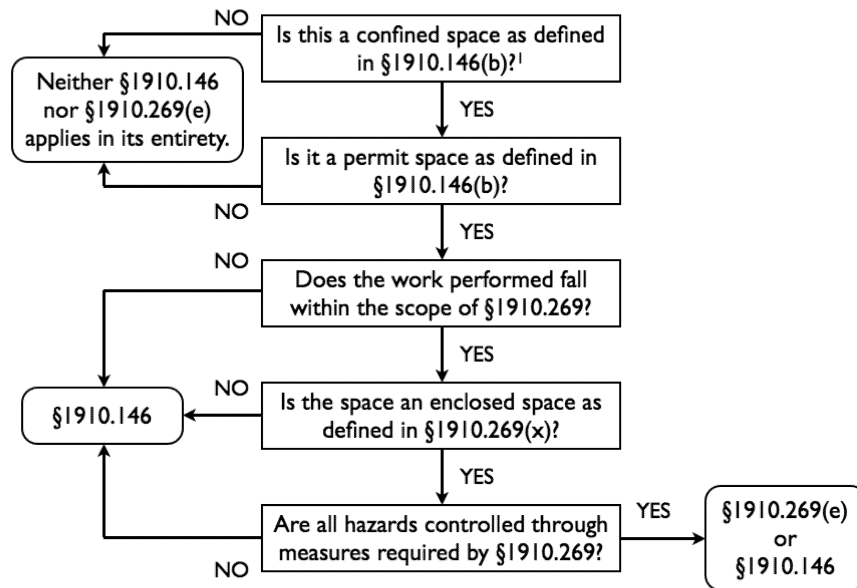 NO
Is this a confined space as defined
in §1910.146(b)?¹
Neither §1910.146
nor §1910.269(e)
applies in its entirety.
YES
Is it a permit space as defined in
§1910.146(b)?
NO
YES
NO
Does the work performed fall
within the scope of §1910.269?
YES
NO
Is the space an enclosed space as
defined in §1910.269(x)?
§1910.146
YES
Are all hazards controlled through
measures required by §1910.269?
YES
§1910.269(e)
or
§1910.146
NO